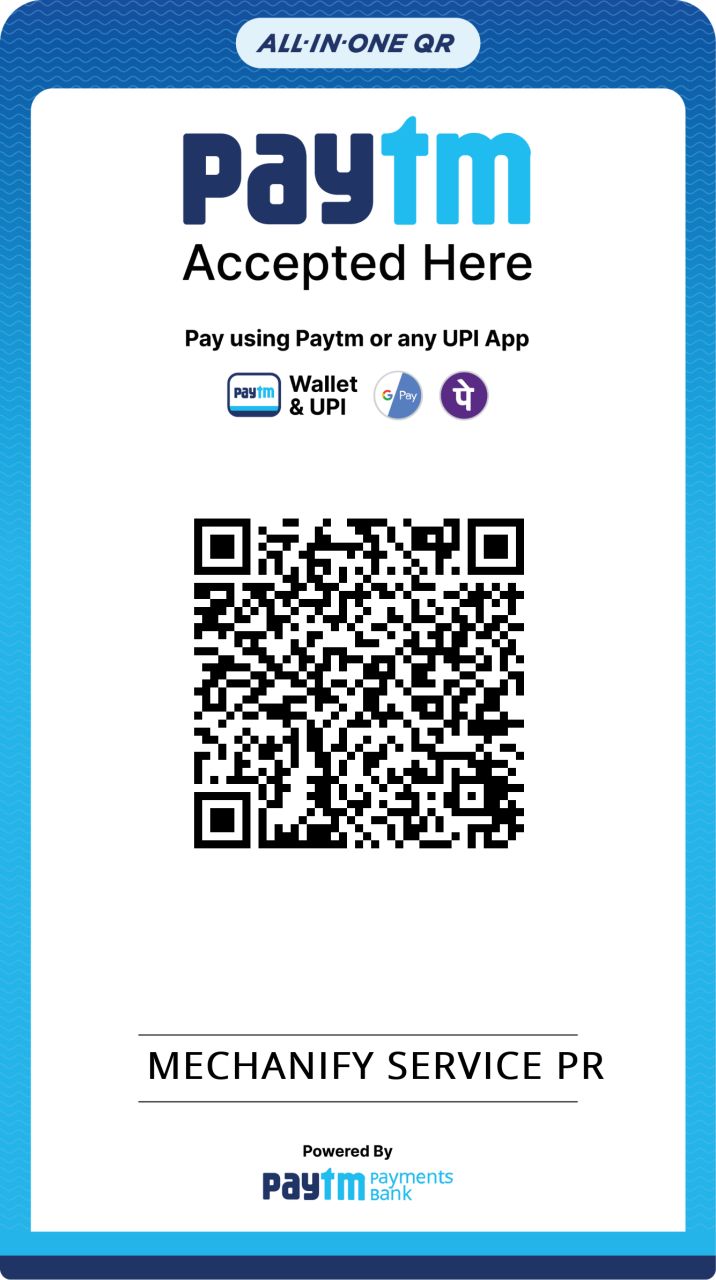 ALL-IN-ONE QR
paytm
Accepted Here
Pay using Paytm or any UPI App
paytm Wallet & UPI G Pay पे
MECHANIFY SERVICE PR
Powered By
paytm Payments Bank